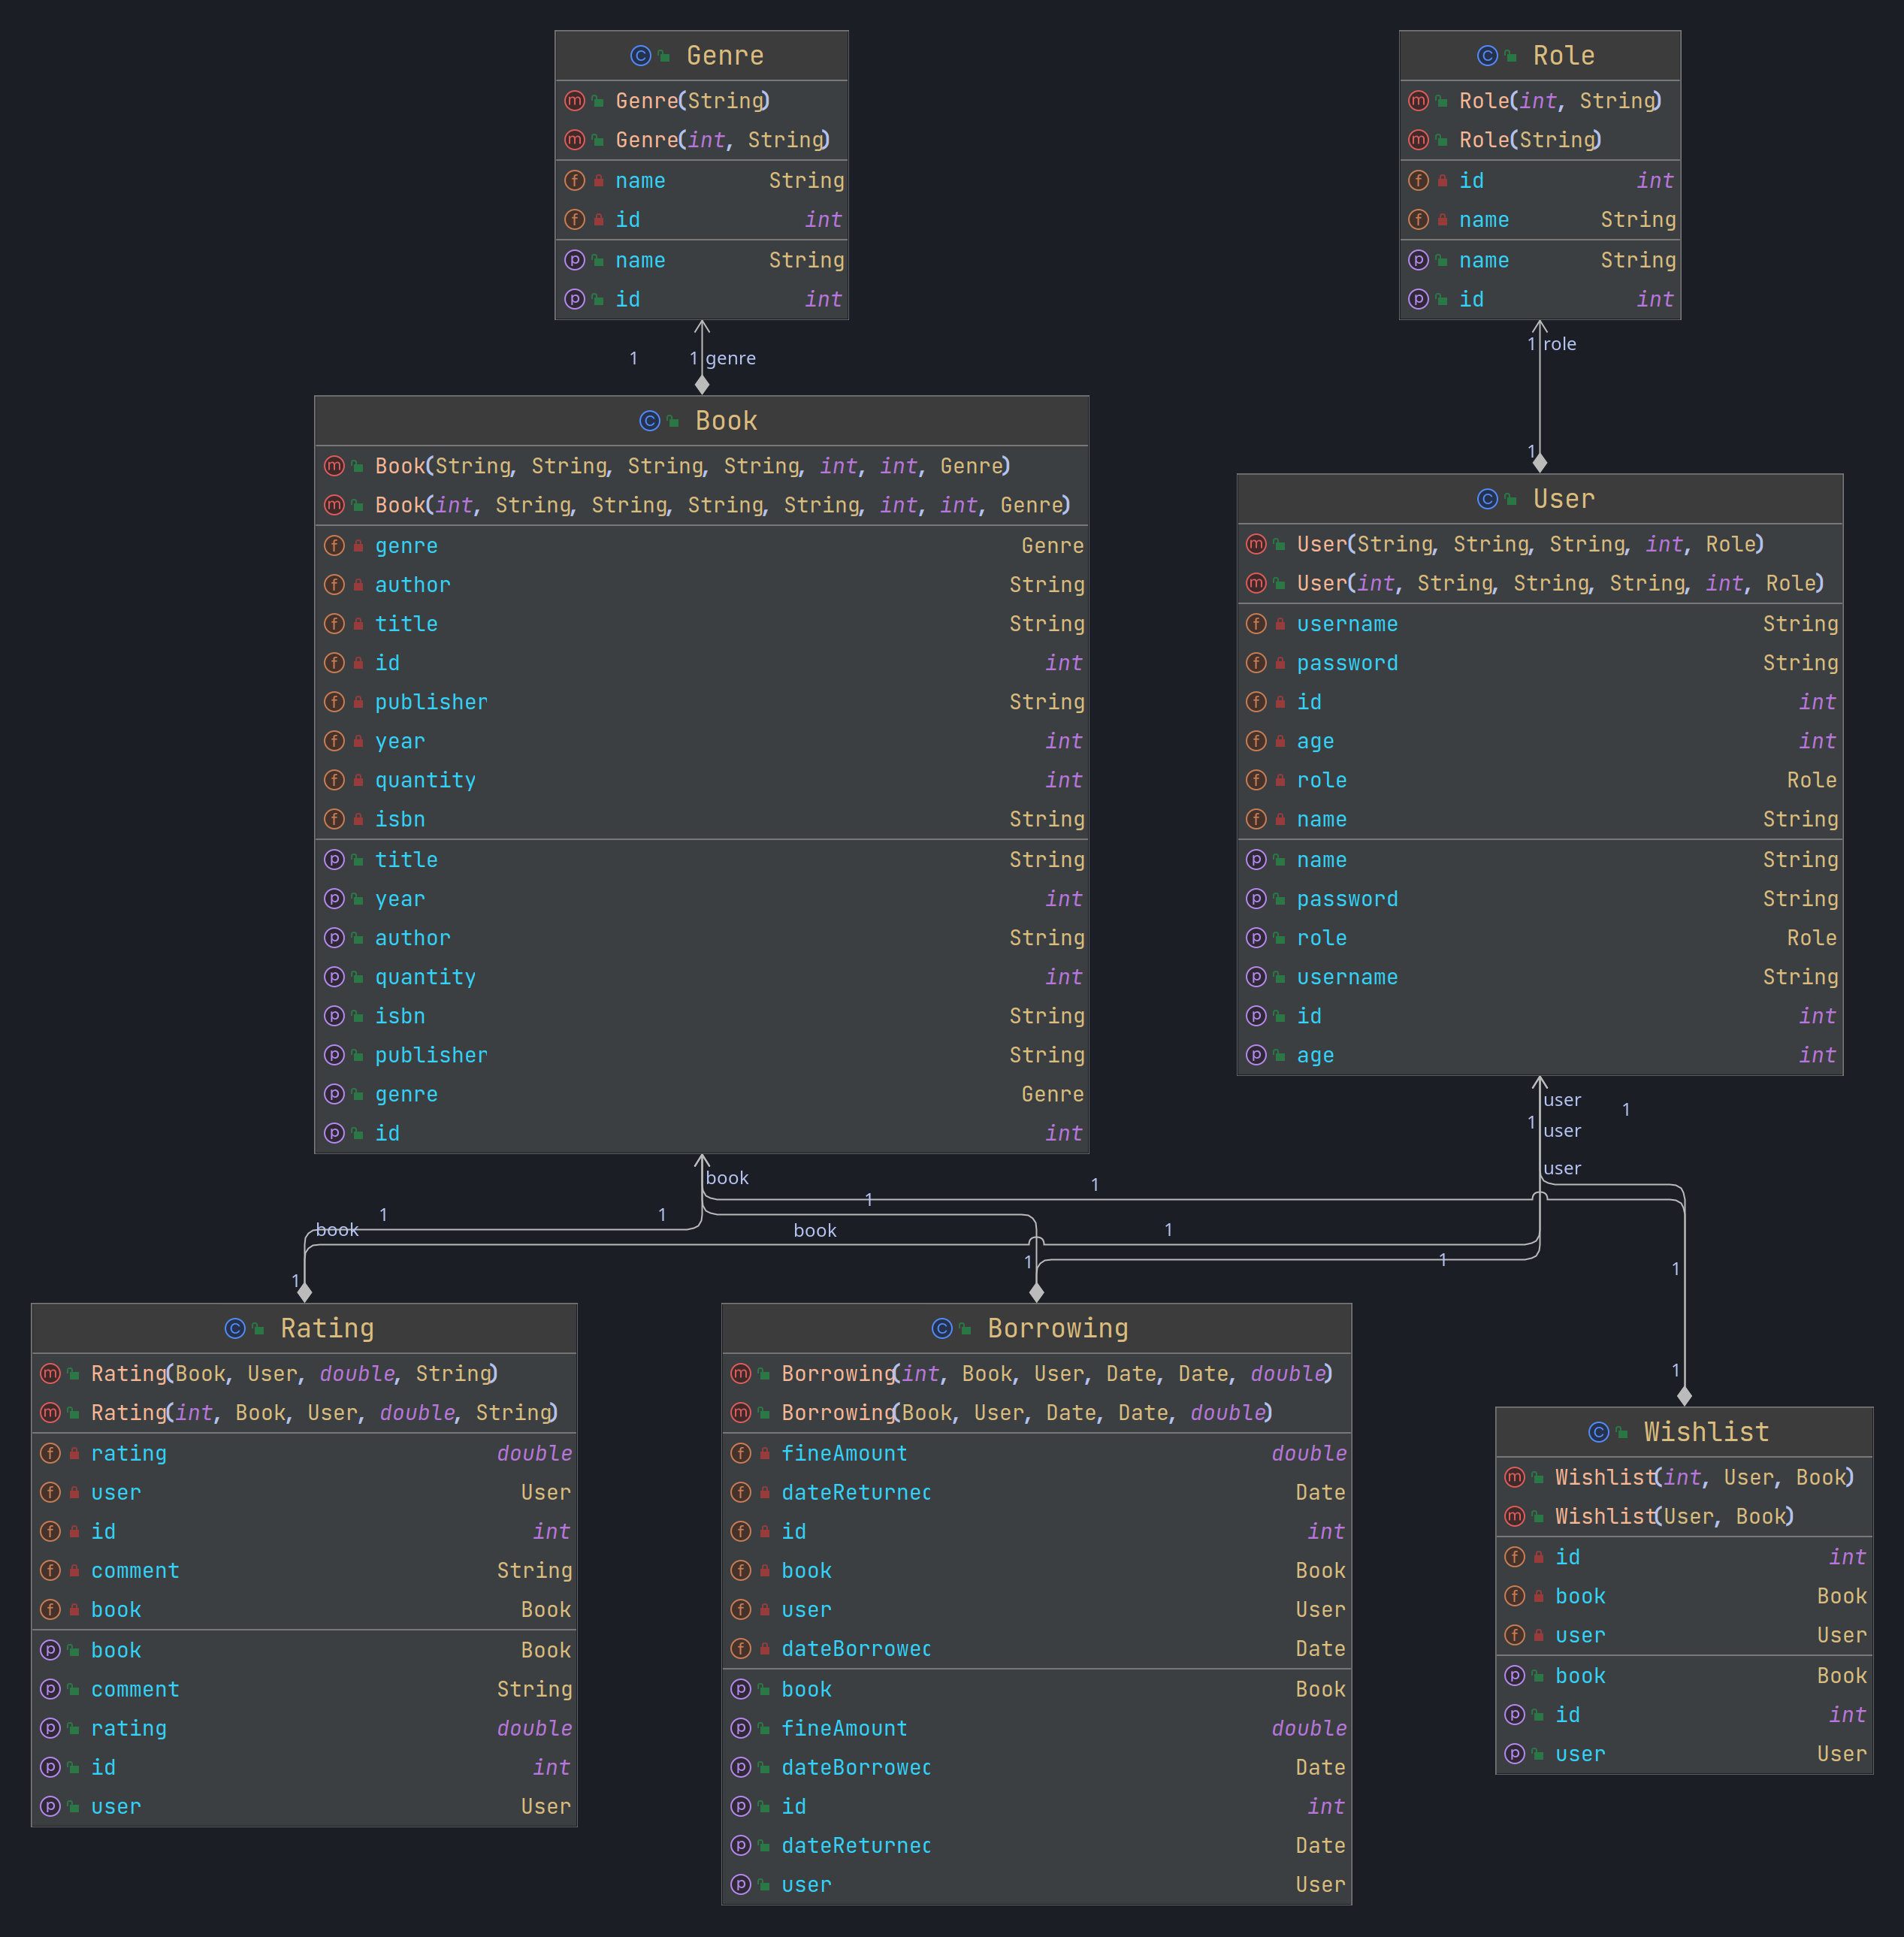 Genre
Genre(String)
Genre(int, String)
name String
id int
name String
id int
Role
Role(int, String)
Role(String)
id int
name String
name String
id int
1 1 genre
1 role
1
Book
Book(String, String, String, String, int, int, Genre)
Book(int, String, String, String, String, int, int, Genre)
genre Genre
author String
title String
id int
publisher String
year int
quantity int
isbn String
title String
year int
author String
quantity int
isbn String
publisher String
genre Genre
id int
User
User(String, String, String, int, Role)
User(int, String, String, String, int, Role)
username String
password String
id int
age int
role Role
name String
name String
password String
role Role
username String
id int
age int
user 1
1 user
user
book 1
1
1 1
book book 1
1 1
1 1
1
Rating
Rating(Book, User, double, String)
Rating(int, Book, User, double, String)
rating double
user User
id int
comment String
book Book
book Book
comment String
rating double
id int
user User
Borrowing
Borrowing(int, Book, User, Date, Date, double)
Borrowing(Book, User, Date, Date, double)
fineAmount double
dateReturned Date
id int
book Book
user User
dateBorrowed Date
book Book
fineAmount double
dateBorrowed Date
id int
dateReturned Date
user User
Wishlist
Wishlist(int, User, Book)
Wishlist(User, Book)
id int
book Book
user User
book Book
id int
user User